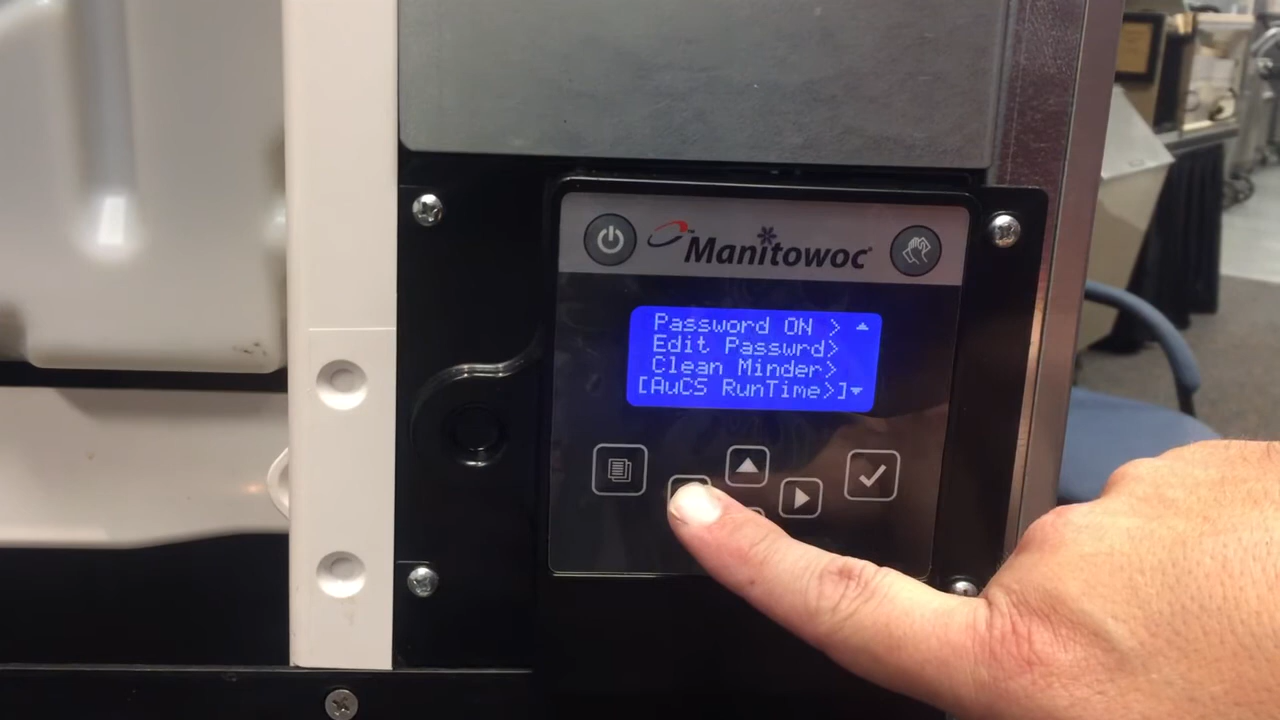 Manitowoc
Password ON >
Edit Passwrd>
Clean Minder>
[AuCS RunTime>]